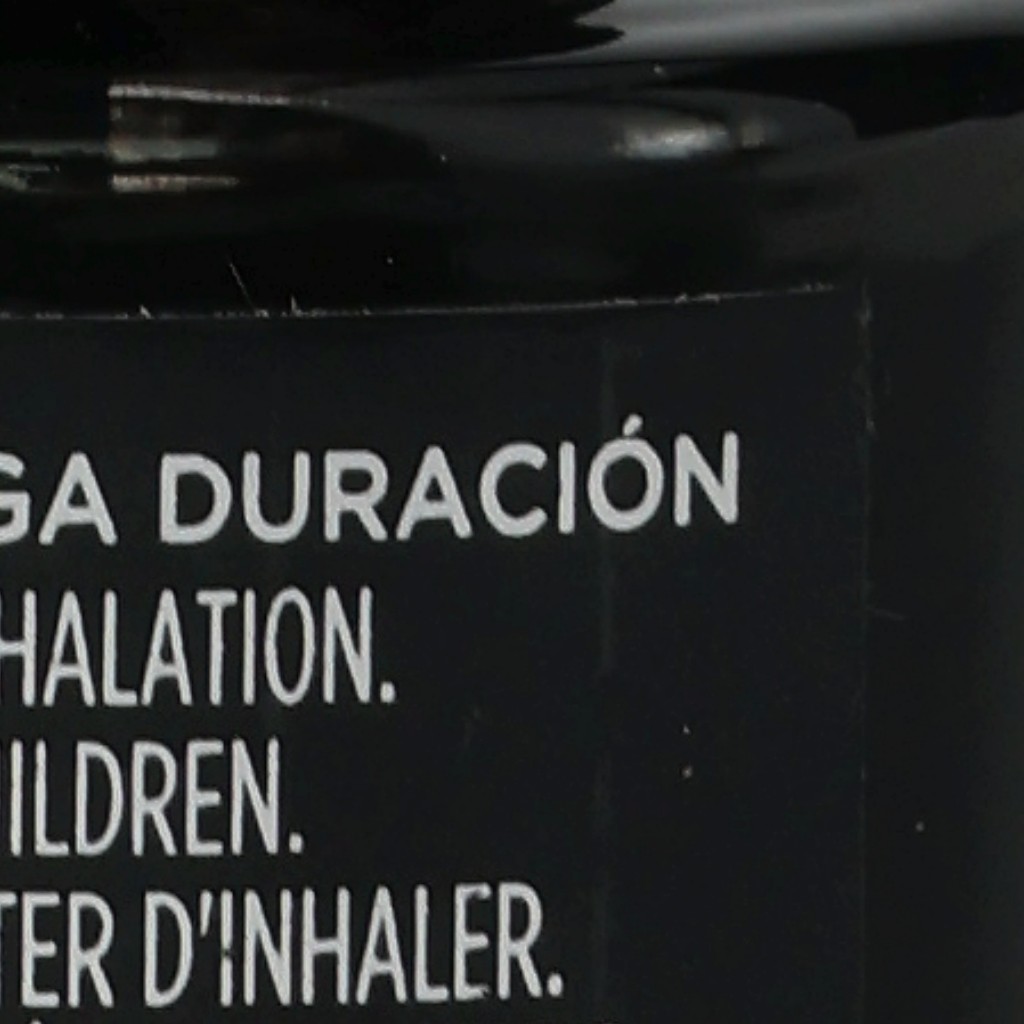 GA DURACIÓN
HALATION.
ILDREN.
TER D'INHALER.